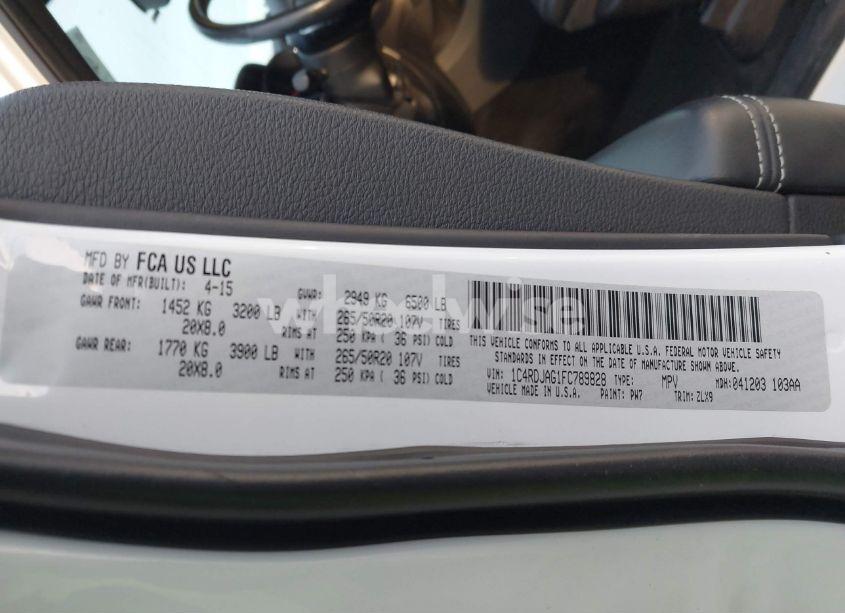 MFD BY FCA US LLC
DATE OF MFR(BUILT): 4-15 GVWR: 2949 KG 6500 LB
GAWR FRONT: 1452 KG 3200 LB WITH 265/50R20 107V TIRES
20X8.0 RIMS AT 250 KPA ( 36 PSI) COLD
GAWR REAR: 1770 KG 3900 LB WITH 265/50R20 107V TIRES
20X8.0 RIMS AT 250 KPA ( 36 PSI) COLD
THIS VEHICLE CONFORMS TO ALL APPLICABLE U.S.A. FEDERAL MOTOR VEHICLE SAFETY
STANDARDS IN EFFECT ON THE DATE OF MANUFACTURE SHOWN ABOVE.
VIN: 1C4RDJAG1FC789828 TYPE: MPV MDH:041203 103AA
VEHICLE MADE IN U.S.A. PAINT: PW7 TRIM: ZLX9
wheelwise